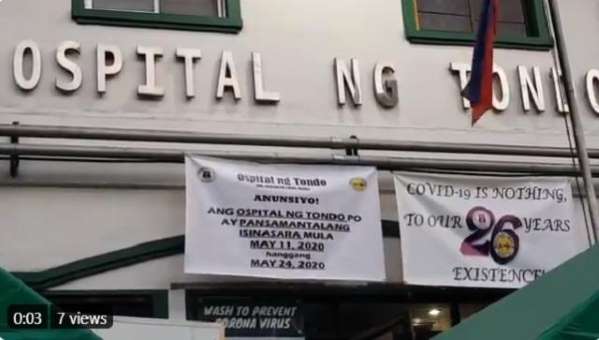 OSPITAL NG TONDO
Ospital ng Tondo
ANUNSIYO!
ANG OSPITAL NG TONDO PO
AY PANSAMANTALANG
ISINASARA MULA
MAY 11, 2020
hanggang
MAY 24, 2020
COVID-19 IS NOTHING,
TO OUR 26 YEARS
EXISTENCE!
WASH TO PREVENT
CORONA VIRUS
0:03 7 views